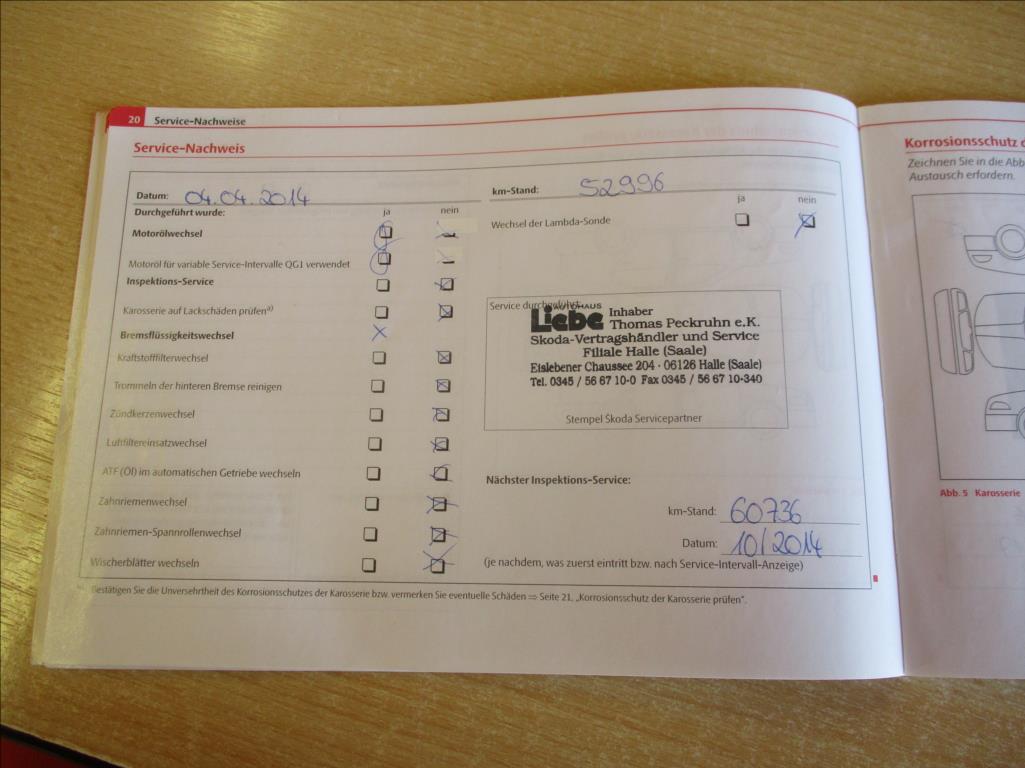 20 Service-Nachweise
Service-Nachweis
Datum: 04.04.2014
Durchgeführt wurde: ja nein
Motorölwechsel
Motoröl für variable Service-Intervalle QG1 verwendet
Inspektions-Service
Karosserie auf Lackschäden prüfen a)
Bremsflüssigkeitswechsel
Kraftstofffilterwechsel
Trommeln der hinteren Bremse reinigen
Zündkerzenwechsel
Luftfiltereinsatzwechsel
ATF (Öl) im automatischen Getriebe wechseln
Zahnriemenwechsel
Zahnriemen-Spannrollenwechsel
Wischerblätter wechseln
km-Stand: 52996
ja nein
Wechsel der Lambda-Sonde
Service durchgeführt:
AUTOHAUS
Liebe Inhaber
Thomas Peckruhn e.K.
Skoda-Vertragshändler und Service
Filiale Halle (Saale)
Eislebener Chaussee 204 · 06126 Halle (Saale)
Tel. 0345 / 56 67 10-0 Fax 0345 / 56 67 10-340
Stempel Škoda Servicepartner
Nächster Inspektions-Service:
km-Stand: 60736
Datum: 10/2014
(je nachdem, was zuerst eintritt bzw. nach Service-Intervall-Anzeige)
Bestätigen Sie die Unversehrtheit des Korrosionsschutzes der Karosserie bzw. vermerken Sie eventuelle Schäden ⇒ Seite 21, „Korrosionsschutz der Karosserie prüfen“.
Korrosionsschutz
Zeichnen Sie in die Abb
Austausch erfordern.
Abb. 5 Karosserie